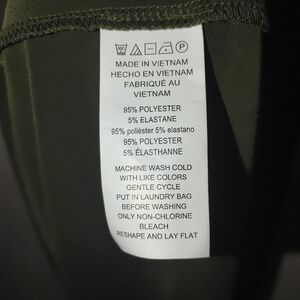 MADE IN VIETNAM
HECHO EN VIETNAM
FABRIQUÉ AU
VIETNAM
95% POLYESTER
5% ELASTANE
95% poliéster 5% elastano
95% POLYESTER
5% ÉLASTHANNE
MACHINE WASH COLD
WITH LIKE COLORS
GENTLE CYCLE
PUT IN LAUNDRY BAG
BEFORE WASHING
ONLY NON-CHLORINE
BLEACH
RESHAPE AND LAY FLAT